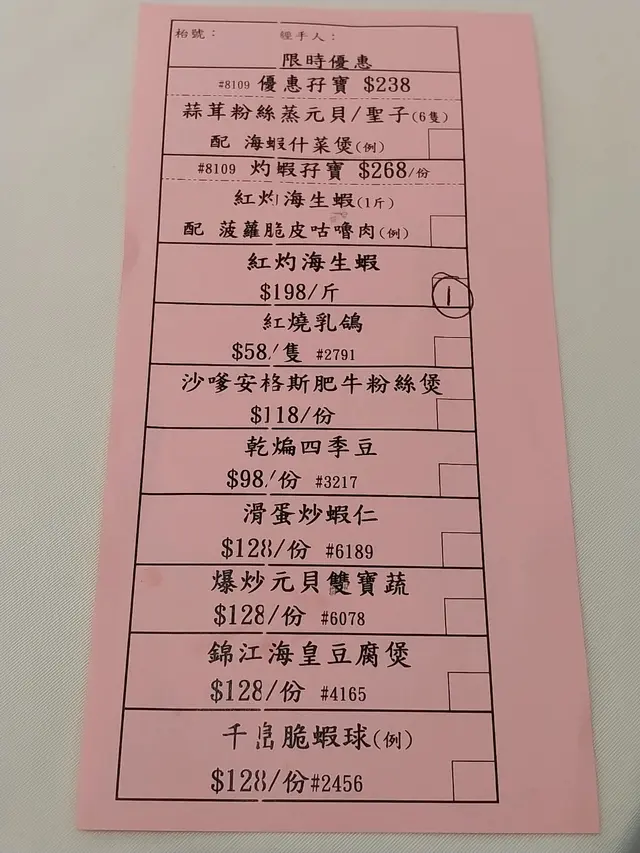 枱號： 經手人：
限時優惠
#8109 優惠孖寶 $238
蒜茸粉絲蒸元貝/聖子(6隻)
配 海蝦什菜煲(例)
#8109 灼蝦孖寶 $268/份
紅灼海生蝦(1斤)
配 菠蘿脆皮咕嚕肉(例)
紅灼海生蝦
$198/斤 1
紅燒乳鴿
$58/隻 #2791
沙嗲安格斯肥牛粉絲煲
$118/份
乾煸四季豆
$98/份 #3217
滑蛋炒蝦仁
$128/份 #6189
爆炒元貝雙寶蔬
$128/份 #6078
錦江海皇豆腐煲
$128/份 #4165
千島脆蝦球(例)
$128/份#2456